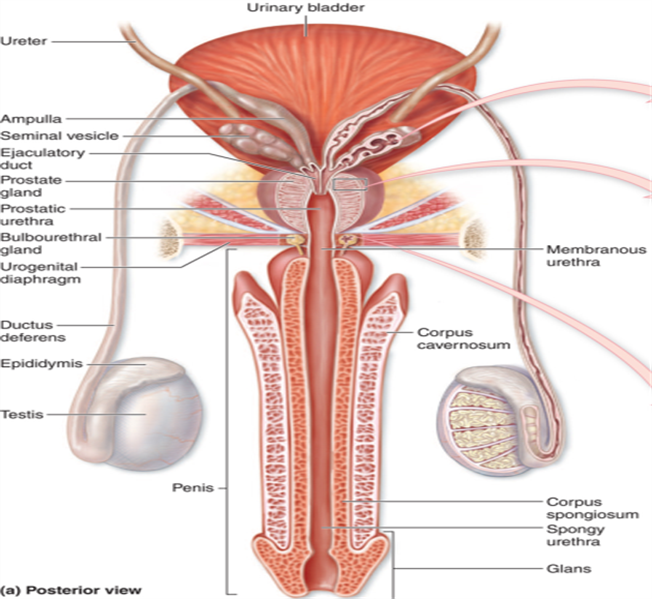 Urinary bladder
Ureter
Ampulla
Seminal vesicle
Ejaculatory
duct
Prostate
gland
Prostatic
urethra
Bulbourethral
gland
Urogenital
diaphragm
Membranous
urethra
Ductus
deferens
Corpus
cavernosum
Epididymis
Testis
Penis
Corpus
spongiosum
Spongy
urethra
Glans
(a) Posterior view